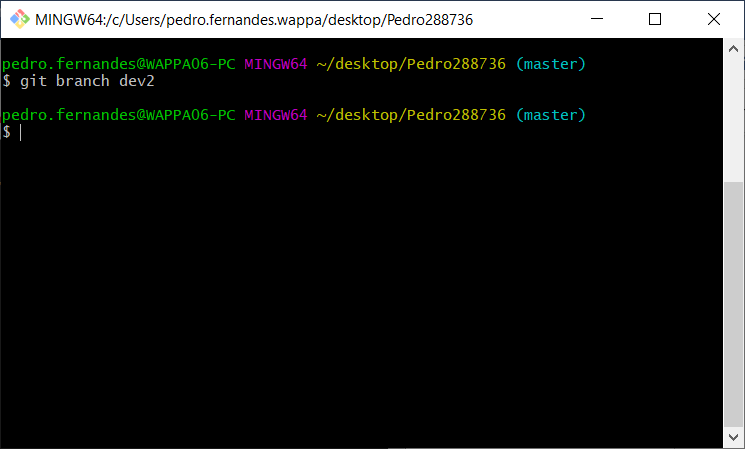 MINGW64:/c/Users/pedro.fernandes.wappa/desktop/Pedro288736
pedro.fernandes@WAPPA06-PC MINGW64 ~/desktop/Pedro288736 (master)
$ git branch dev2
pedro.fernandes@WAPPA06-PC MINGW64 ~/desktop/Pedro288736 (master)
$